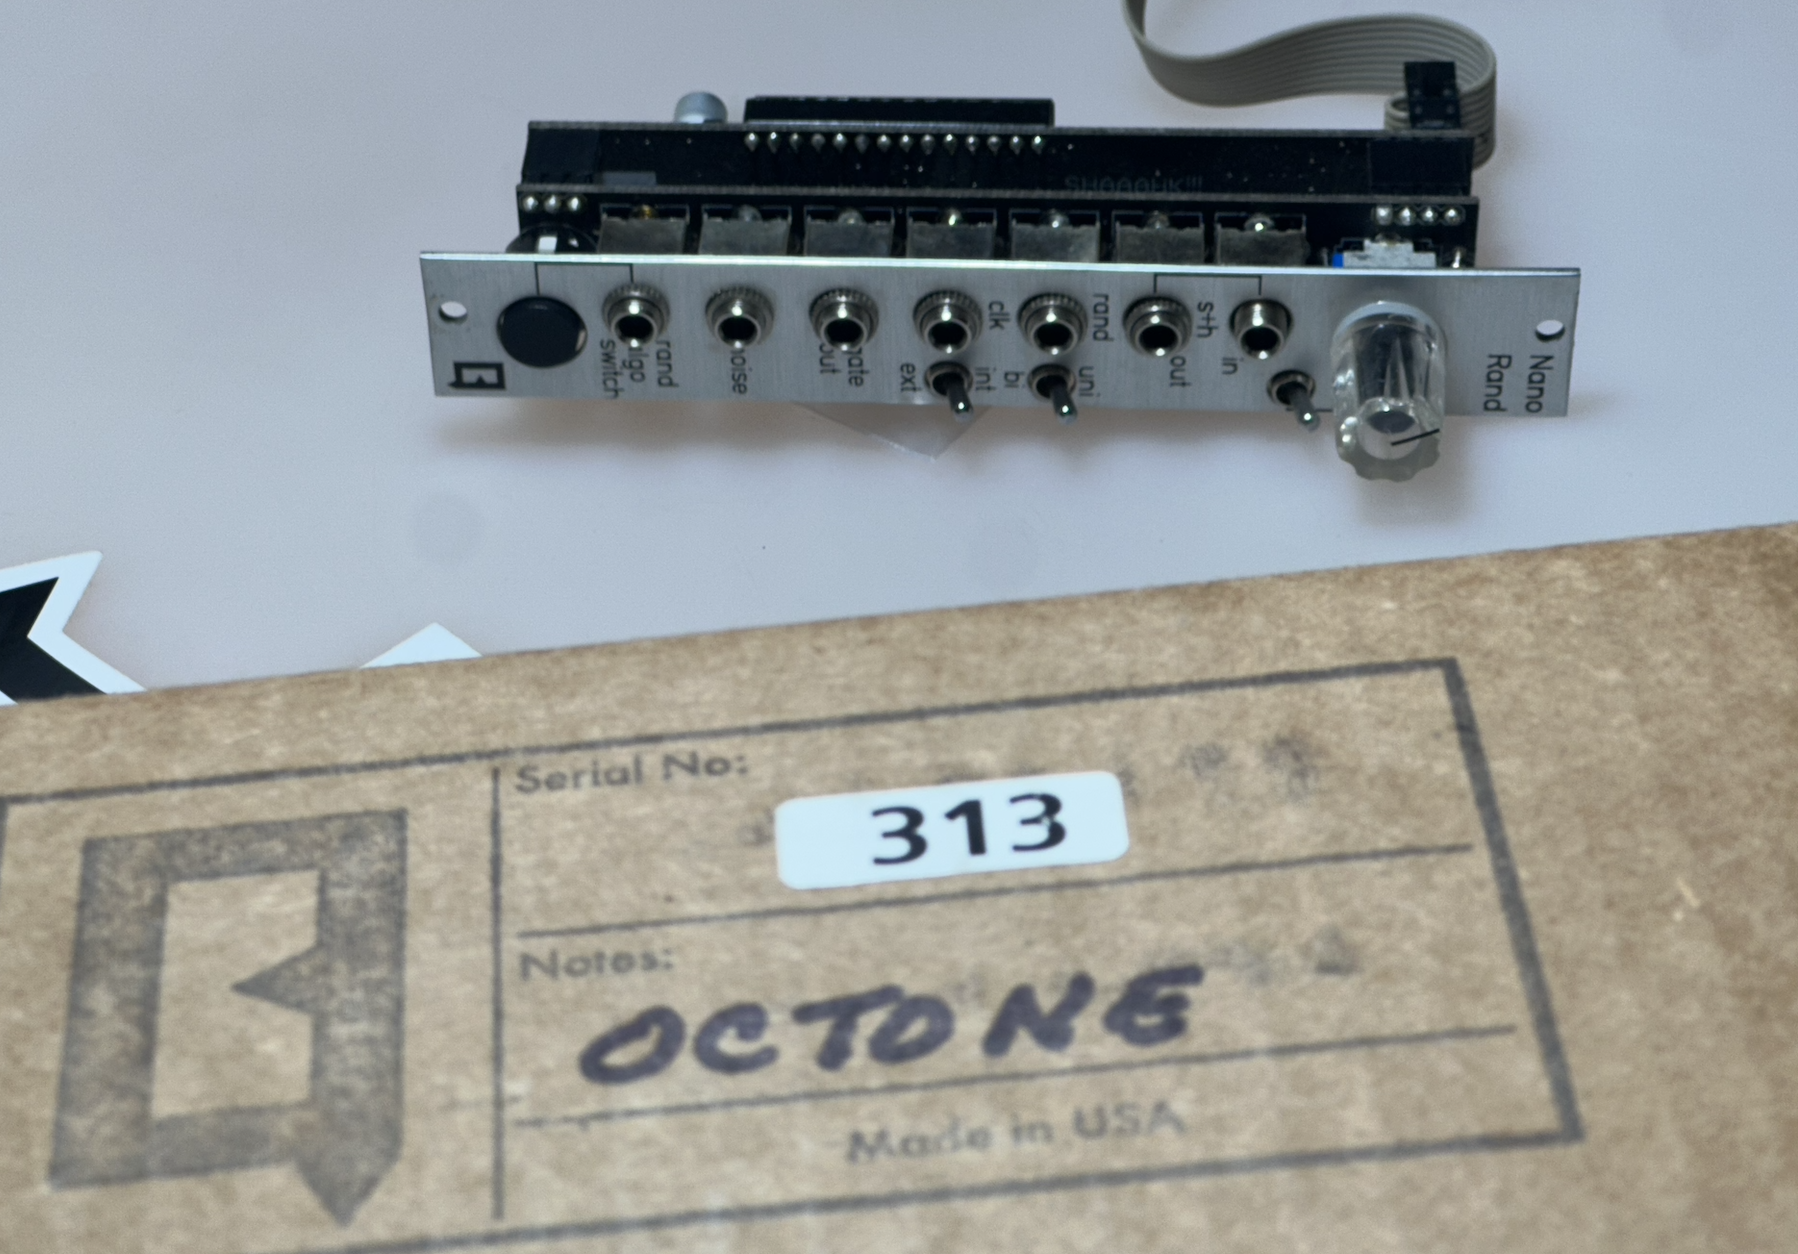 SHAAAHK!!!
rand
algo
switch
noise
gate
out
clk
int
ext
rand
uni
bi
s+h
out
in
Nano
Rand
Serial No:
313
Notes:
OCTONE
Made in USA